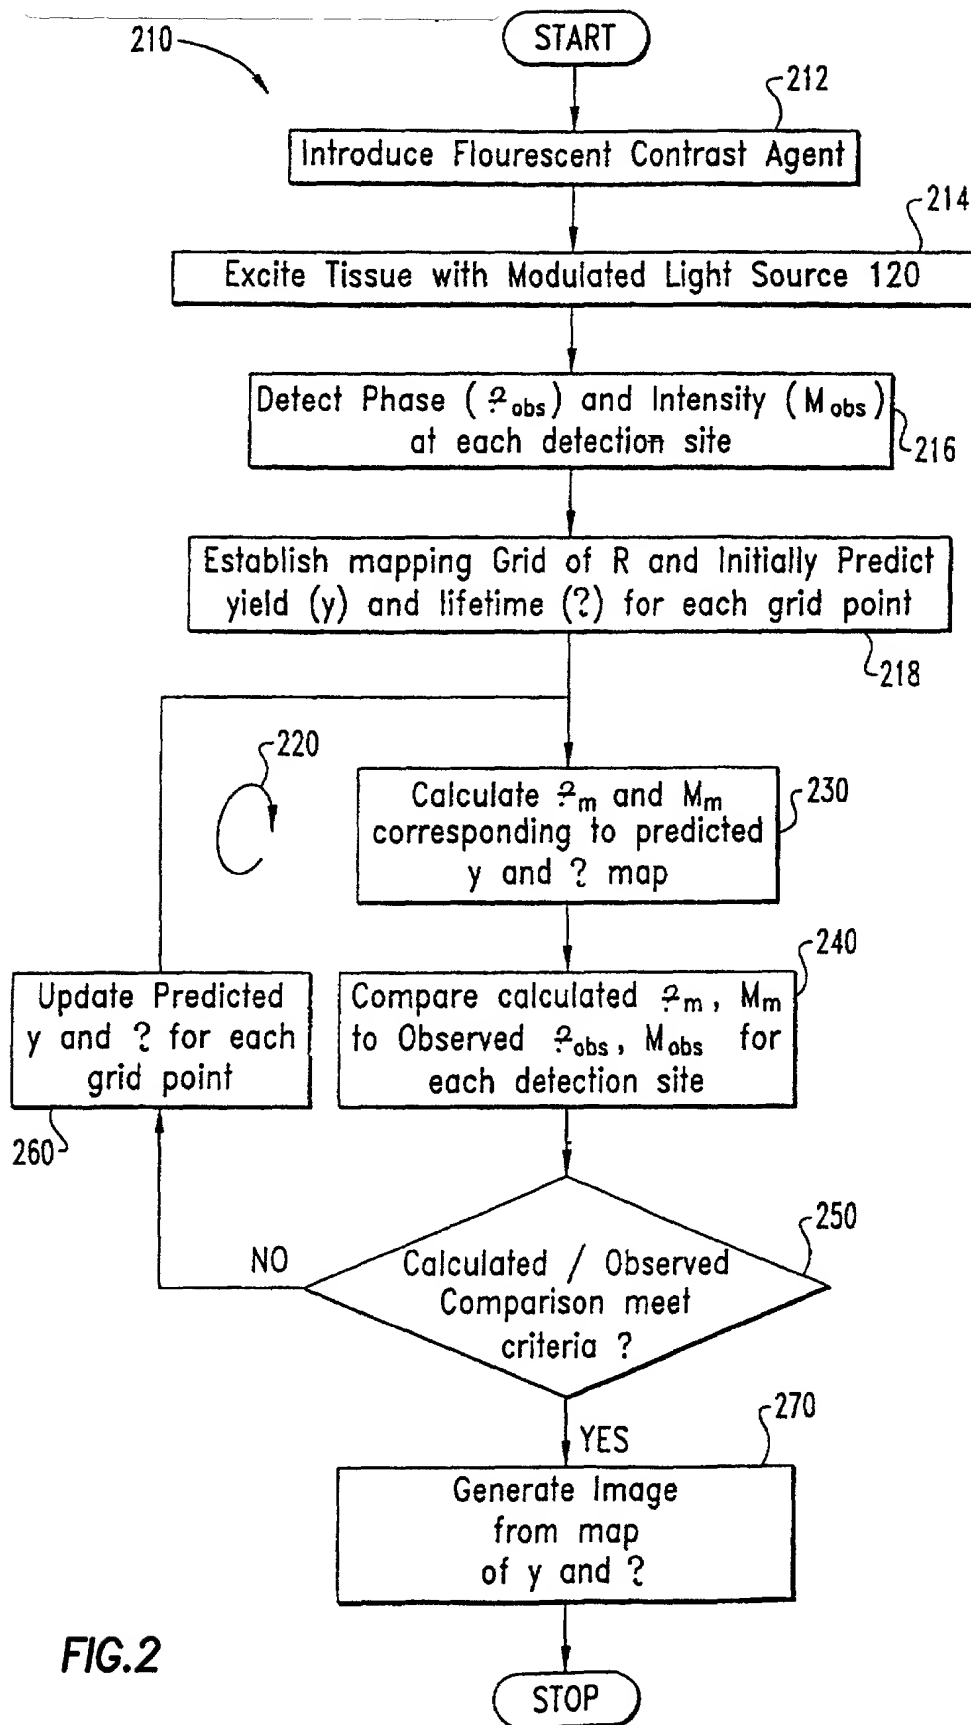 210
START
212
Introduce Flourescent Contrast Agent
214
Excite Tissue with Modulated Light Source 120
Detect Phase (?obs) and Intensity (Mobs)
at each detection site
216
Establish mapping Grid of R and Initially Predict
yield (y) and lifetime (?) for each grid point
218
220
Calculate ?m and Mm
corresponding to predicted
y and ? map
230
240
Compare calculated ?m, Mm
to Observed ?obs, Mobs for
each detection site
Update Predicted
y and ? for each
grid point
260
250
NO
Calculated / Observed
Comparison meet
criteria ?
YES
270
Generate Image
from map
of y and ?
FIG.2
STOP